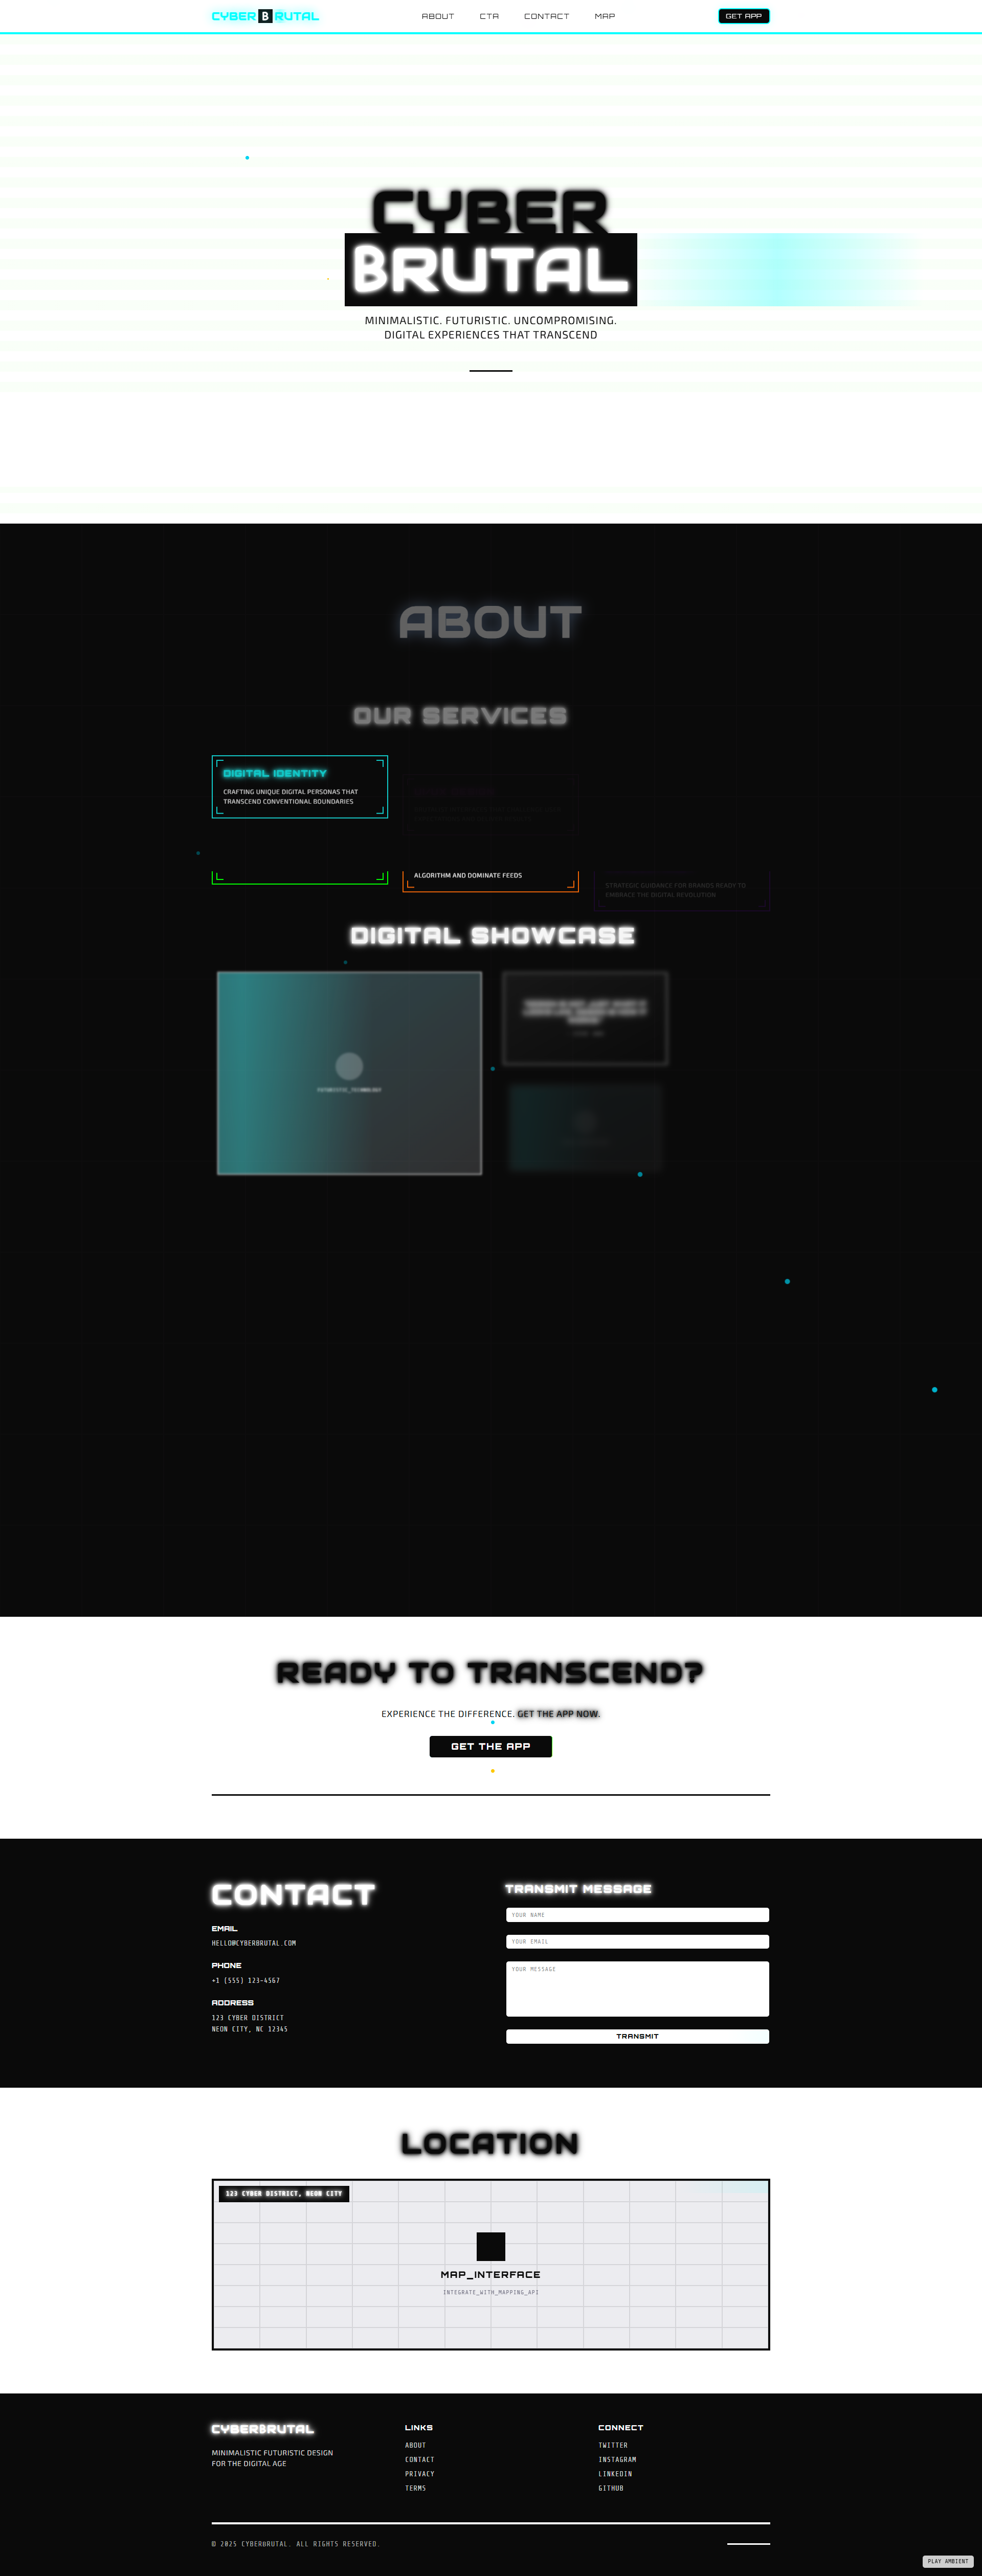 CYBER B RUTAL
ABOUT
CTA
CONTACT
MAP
GET APP
CYBER
BRUTAL
MINIMALISTIC. FUTURISTIC. UNCOMPROMISING.
DIGITAL EXPERIENCES THAT TRANSCEND
ABOUT
OUR SERVICES
DIGITAL IDENTITY
CRAFTING UNIQUE DIGITAL PERSONAS THAT
TRANSCEND CONVENTIONAL BOUNDARIES
ALGORITHM AND DOMINATE FEEDS
STRATEGIC GUIDANCE FOR BRANDS READY TO
EMBRACE THE DIGITAL REVOLUTION
DIGITAL SHOWCASE
READY TO TRANSCEND?
EXPERIENCE THE DIFFERENCE. GET THE APP NOW.
GET THE APP
CONTACT
EMAIL
HELLO@CYBERBRUTAL.COM
PHONE
+1 (555) 123-4567
ADDRESS
123 CYBER DISTRICT
NEON CITY, NC 12345
TRANSMIT MESSAGE
YOUR NAME
YOUR EMAIL
YOUR MESSAGE
TRANSMIT
LOCATION
123 CYBER DISTRICT, NEON CITY
MAP_INTERFACE
INTEGRATE_WITH_MAPPING_API
CYBERBRUTAL
MINIMALISTIC FUTURISTIC DESIGN
FOR THE DIGITAL AGE
LINKS
ABOUT
CONTACT
PRIVACY
TERMS
CONNECT
TWITTER
INSTAGRAM
LINKEDIN
GITHUB
© 2025 CYBERBRUTAL. ALL RIGHTS RESERVED.
PLAY AMBIENT